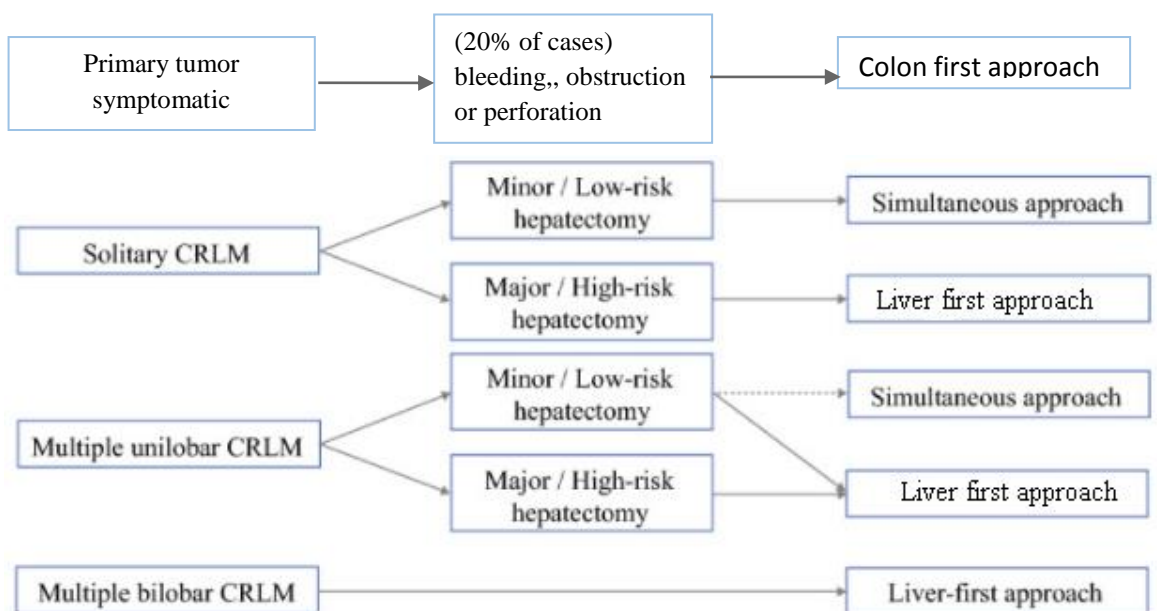 Primary tumor
symptomatic
(20% of cases)
bleeding,, obstruction
or perforation
Colon first approach
Solitary CRLM
Minor / Low-risk
hepatectomy
Simultaneous approach
Major / High-risk
hepatectomy
Liver first approach
Multiple unilobar CRLM
Minor / Low-risk
hepatectomy
Simultaneous approach
Major / High-risk
hepatectomy
Liver first approach
Multiple bilobar CRLM
Liver-first approach